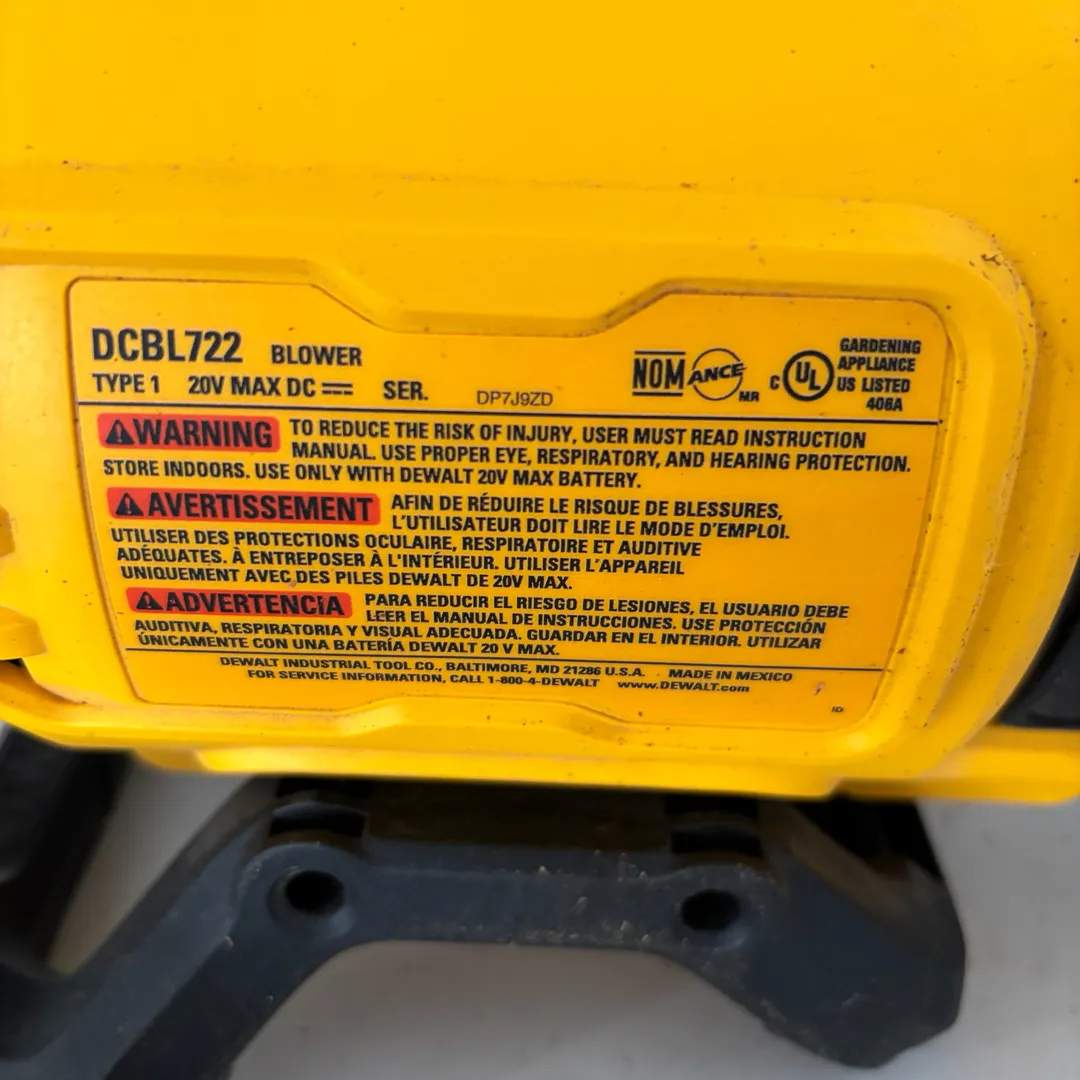 DCBL722 BLOWER
TYPE 1 20V MAX DC SER. DP7J9ZD
NOM ANCE MR
C UL US LISTED
GARDENING
APPLIANCE
406A
WARNING TO REDUCE THE RISK OF INJURY, USER MUST READ INSTRUCTION
MANUAL. USE PROPER EYE, RESPIRATORY, AND HEARING PROTECTION.
STORE INDOORS. USE ONLY WITH DEWALT 20V MAX BATTERY.
AVERTISSEMENT AFIN DE RÉDUIRE LE RISQUE DE BLESSURES,
L'UTILISATEUR DOIT LIRE LE MODE D'EMPLOI.
UTILISER DES PROTECTIONS OCULAIRE, RESPIRATOIRE ET AUDITIVE
ADÉQUATES. À ENTREPOSER À L'INTÉRIEUR. UTILISER L'APPAREIL
UNIQUEMENT AVEC DES PILES DEWALT DE 20V MAX.
ADVERTENCIA PARA REDUCIR EL RIESGO DE LESIONES, EL USUARIO DEBE
LEER EL MANUAL DE INSTRUCCIONES. USE PROTECCIÓN
AUDITIVA, RESPIRATORIA Y VISUAL ADECUADA. GUARDAR EN EL INTERIOR. UTILIZAR
ÚNICAMENTE CON UNA BATERÍA DEWALT 20 V MAX.
DEWALT INDUSTRIAL TOOL CO., BALTIMORE, MD 21286 U.S.A. MADE IN MEXICO
FOR SERVICE INFORMATION, CALL 1-800-4-DEWALT www.DEWALT.com
ID